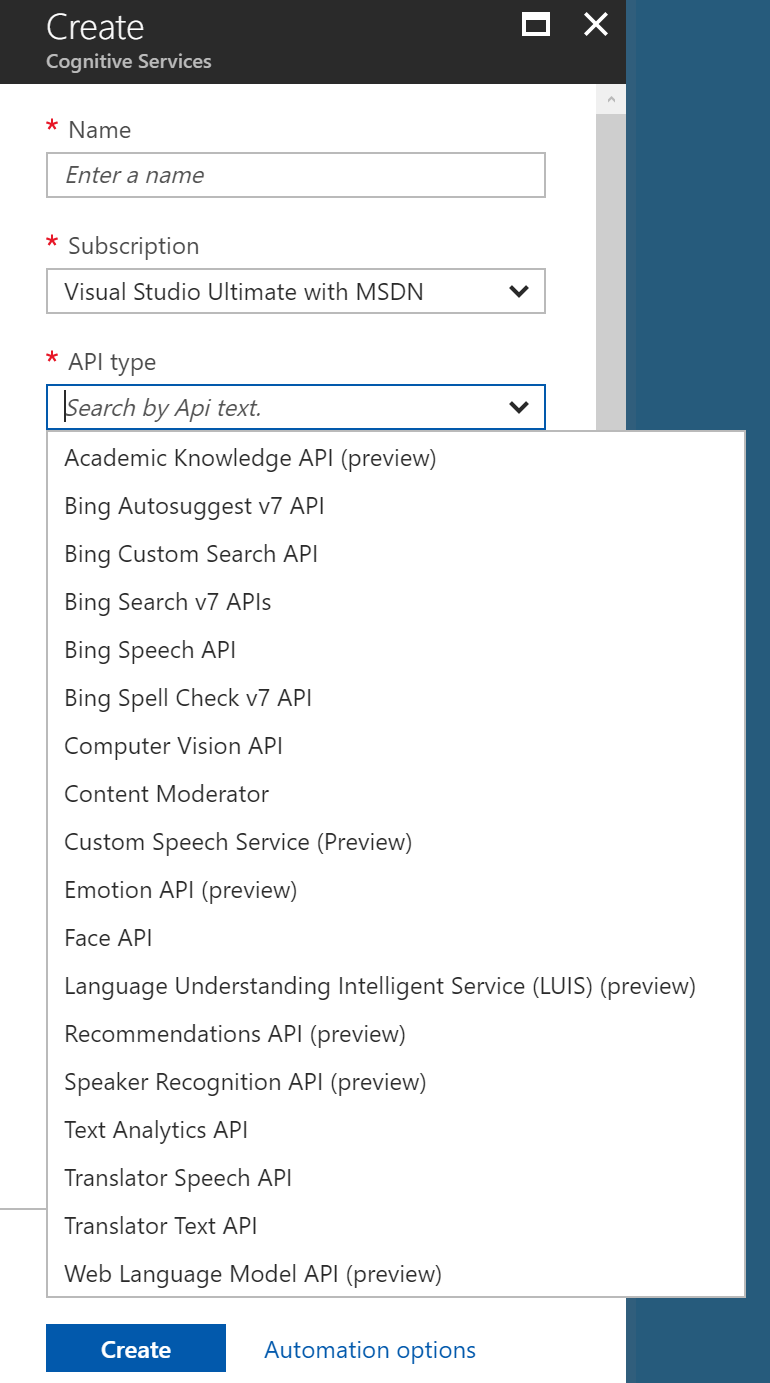 Create
Cognitive Services
* Name
Enter a name
* Subscription
Visual Studio Ultimate with MSDN
* API type
Search by Api text.
Academic Knowledge API (preview)
Bing Autosuggest v7 API
Bing Custom Search API
Bing Search v7 APIs
Bing Speech API
Bing Spell Check v7 API
Computer Vision API
Content Moderator
Custom Speech Service (Preview)
Emotion API (preview)
Face API
Language Understanding Intelligent Service (LUIS) (preview)
Recommendations API (preview)
Speaker Recognition API (preview)
Text Analytics API
Translator Speech API
Translator Text API
Web Language Model API (preview)
Create Automation options